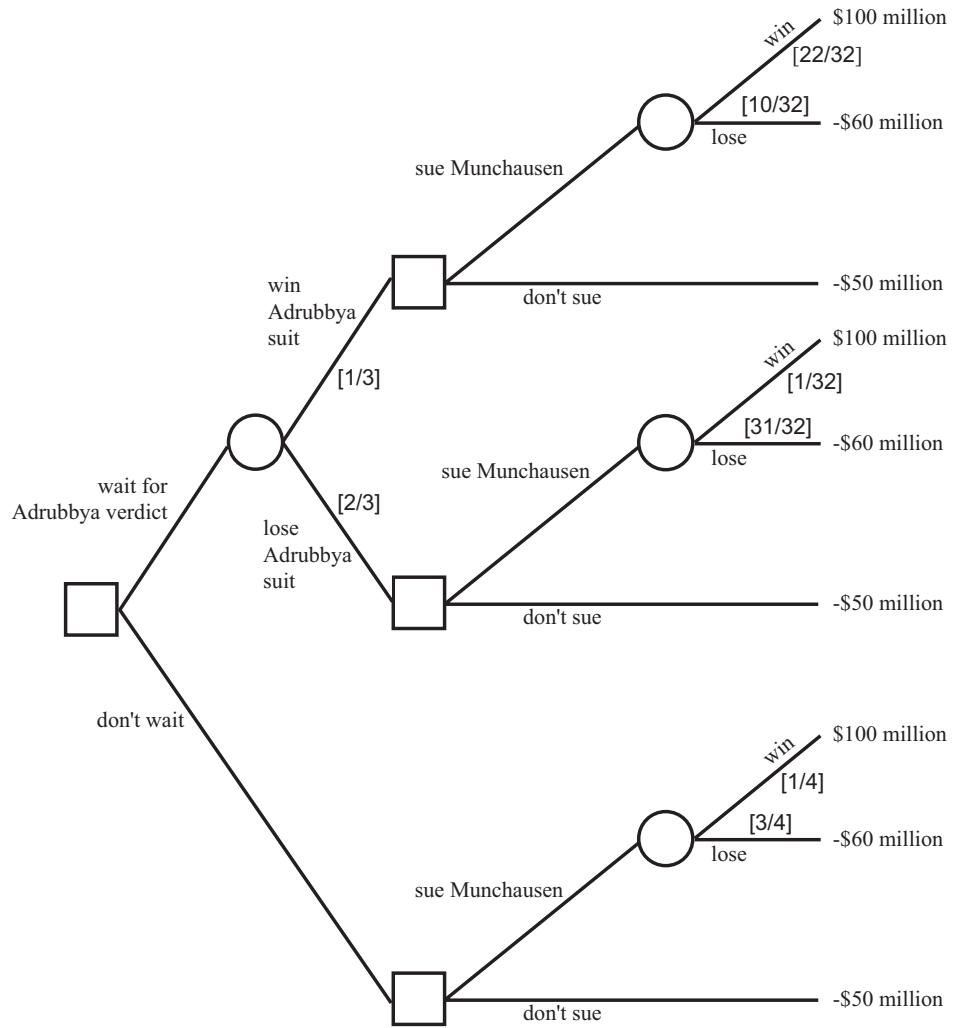 win
$100 million
[22/32]
[10/32]
-$60 million
lose
sue Munchausen
win
Adrubbya
suit
-$50 million
don't sue
[1/3]
win
$100 million
[1/32]
[31/32]
-$60 million
lose
sue Munchausen
wait for
Adrubbya verdict
[2/3]
lose
Adrubbya
suit
-$50 million
don't sue
don't wait
win
$100 million
[1/4]
[3/4]
-$60 million
lose
sue Munchausen
-$50 million
don't sue